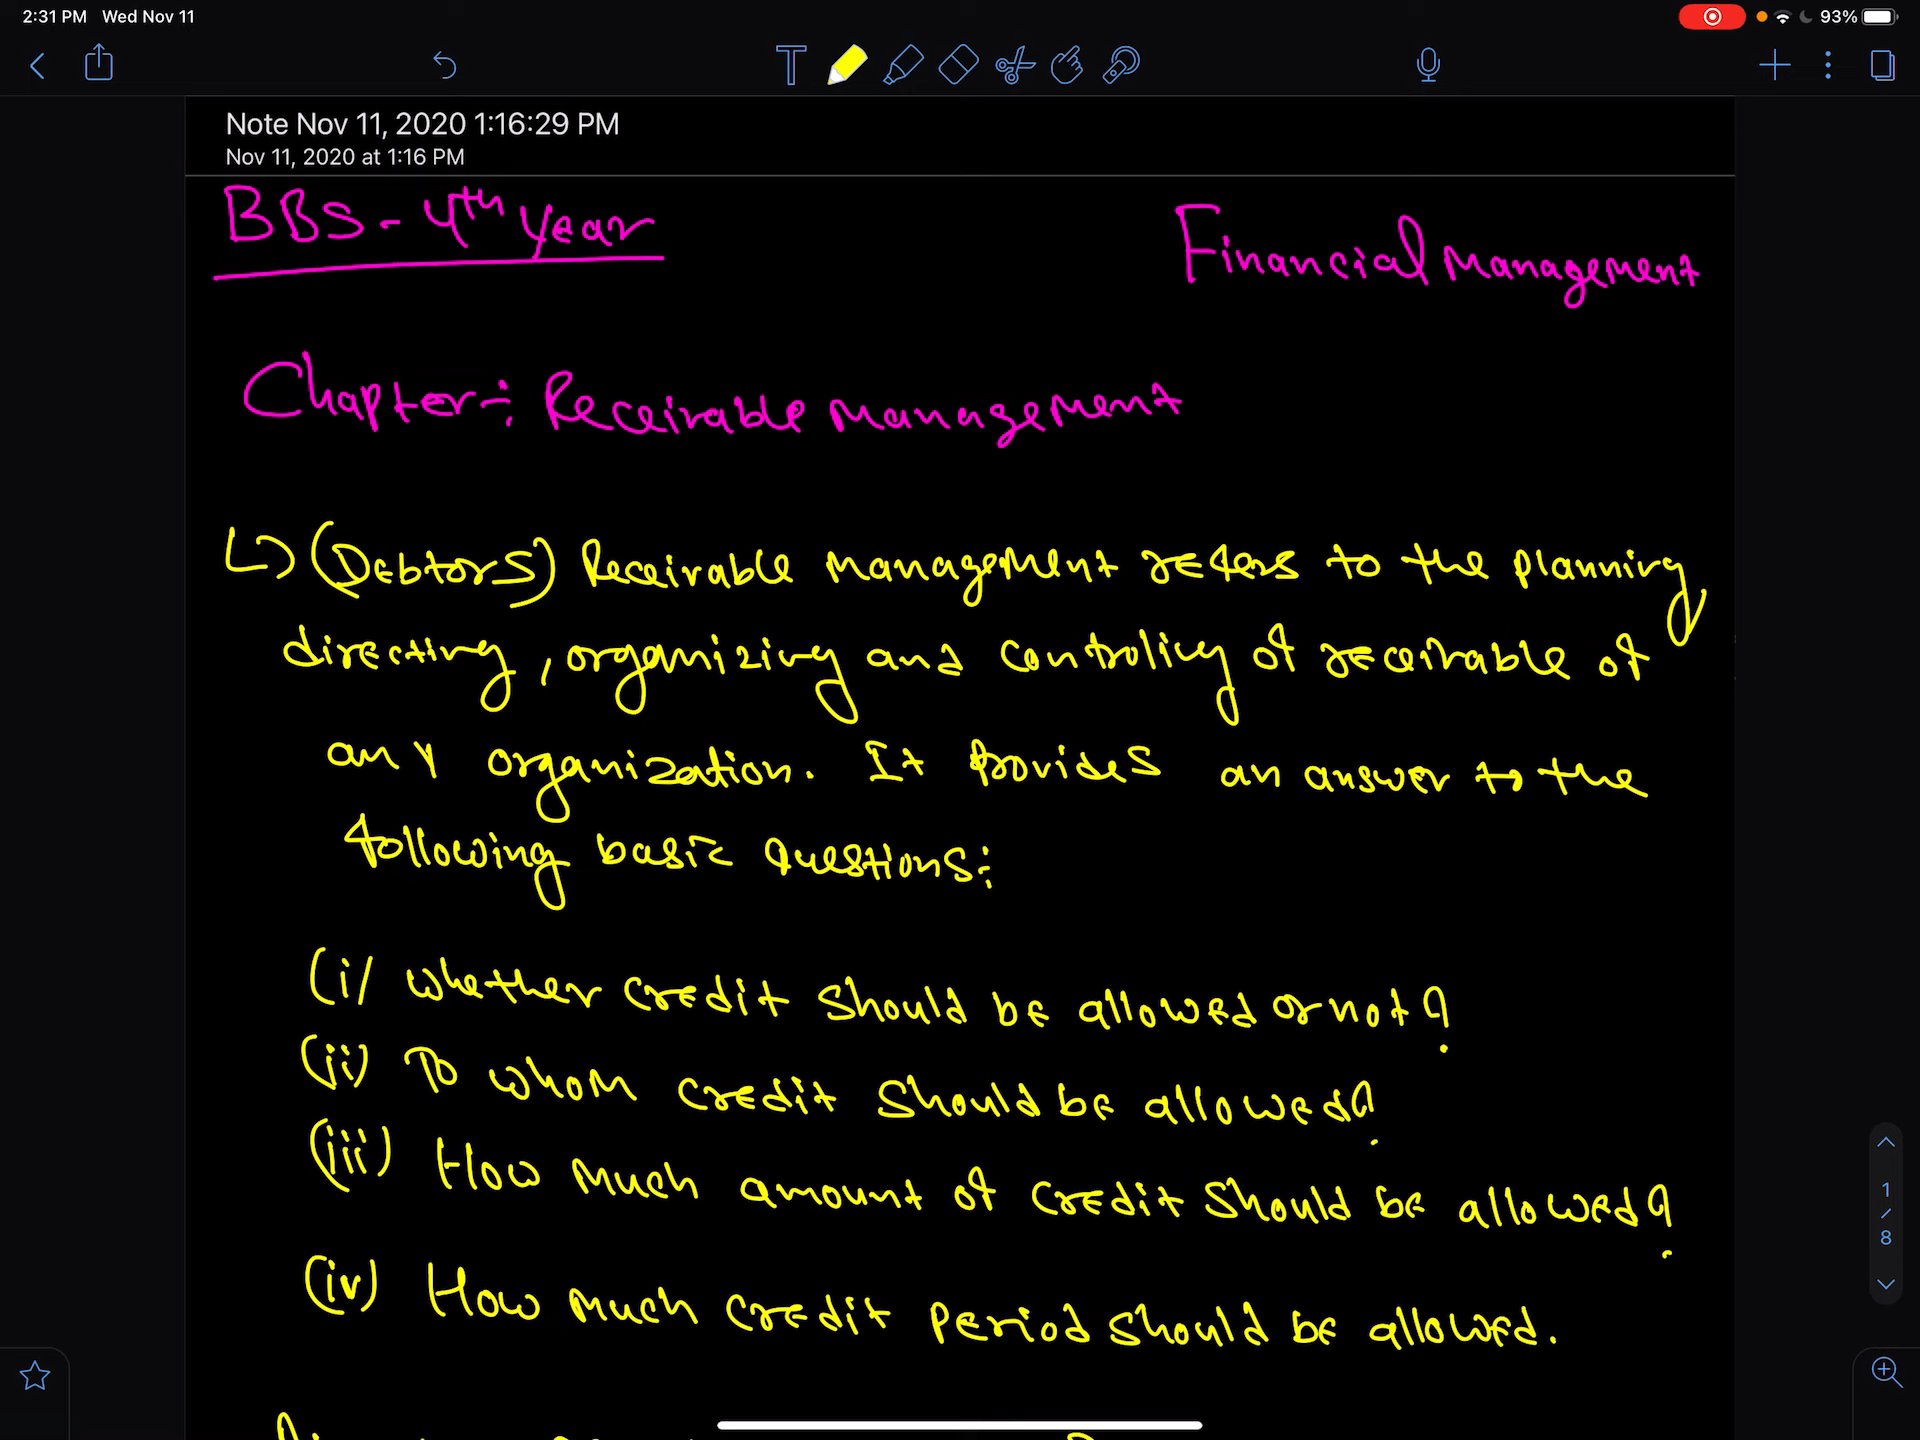 2:31 PM Wed Nov 11
93%
T
Note Nov 11, 2020 1:16:29 PM
Nov 11, 2020 at 1:16 PM
BBS - 4th Year
Financial Management
Chapter:- Receivable Management
(Debtors) Receivable Management refers to the planning
directing, organizing and controling of receivable of
any organization. It provides an answer to the
following basic Questions:-
(i) Whether credit should be allowed or not?
(ii) To whom credit should be allowed?
(iii) How much amount of credit should be allowed?
(iv) How much credit period should be allowed.
1
/
8